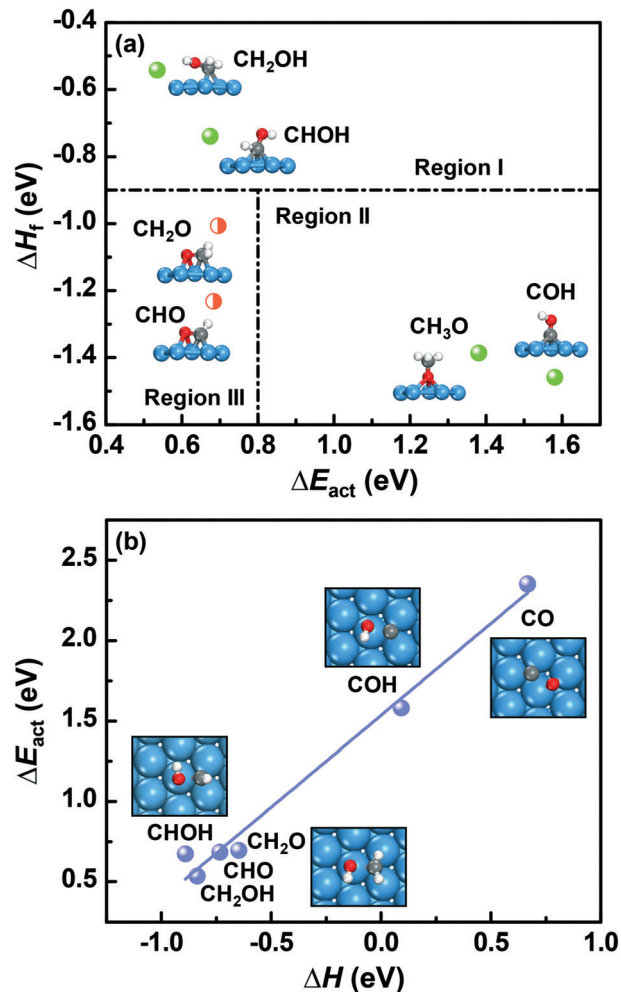 (a)
CH₂OH
CHOH
Region I
Region II
CH₂O
CHO
Region III
CH₃O
COH
-0.4
-0.6
-0.8
-1.0
-1.2
-1.4
-1.6
ΔHf (eV)
0.4 0.6 0.8 1.0 1.2 1.4 1.6
ΔEact (eV)
(b)
CO
COH
CHOH
CH₂O
CHO
CH₂OH
2.5
2.0
1.5
1.0
0.5
ΔEact (eV)
-1.0 -0.5 0.0 0.5 1.0
ΔH (eV)